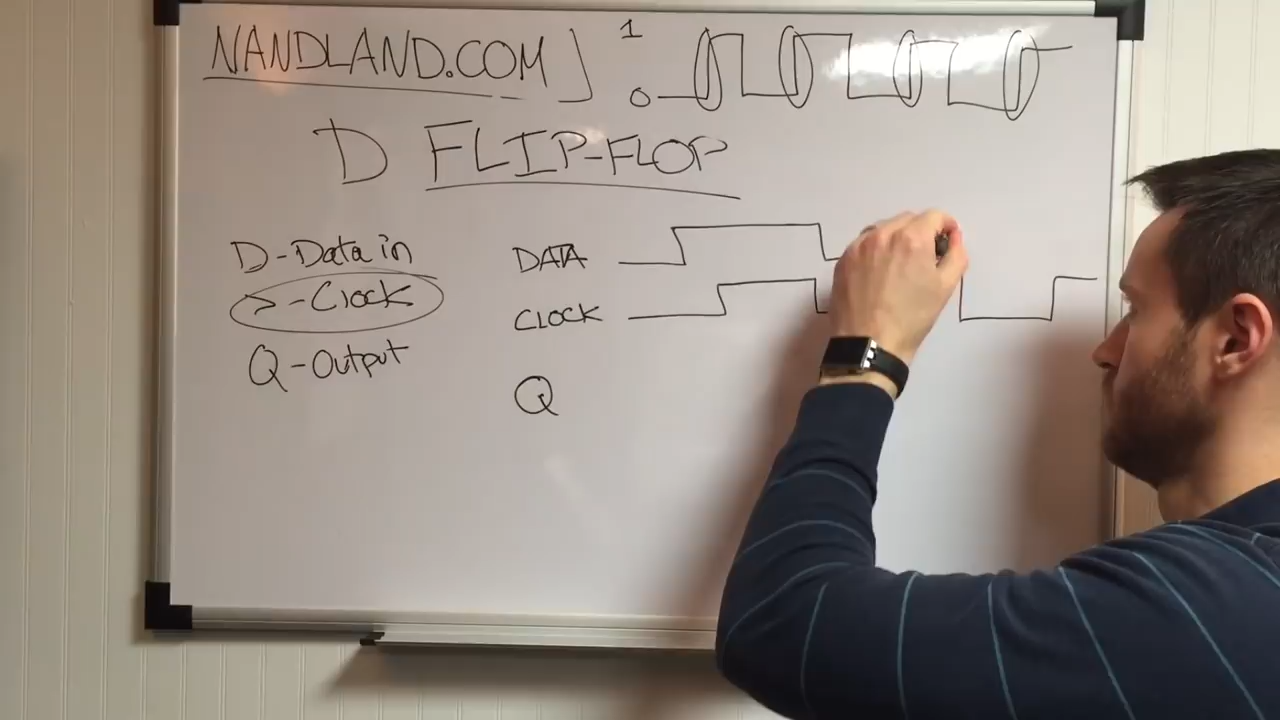 NANDLAND.COM
1
0
D FLIP-FLOP
D-Data in
>-Clock
Q-Output
DATA
CLOCK
Q